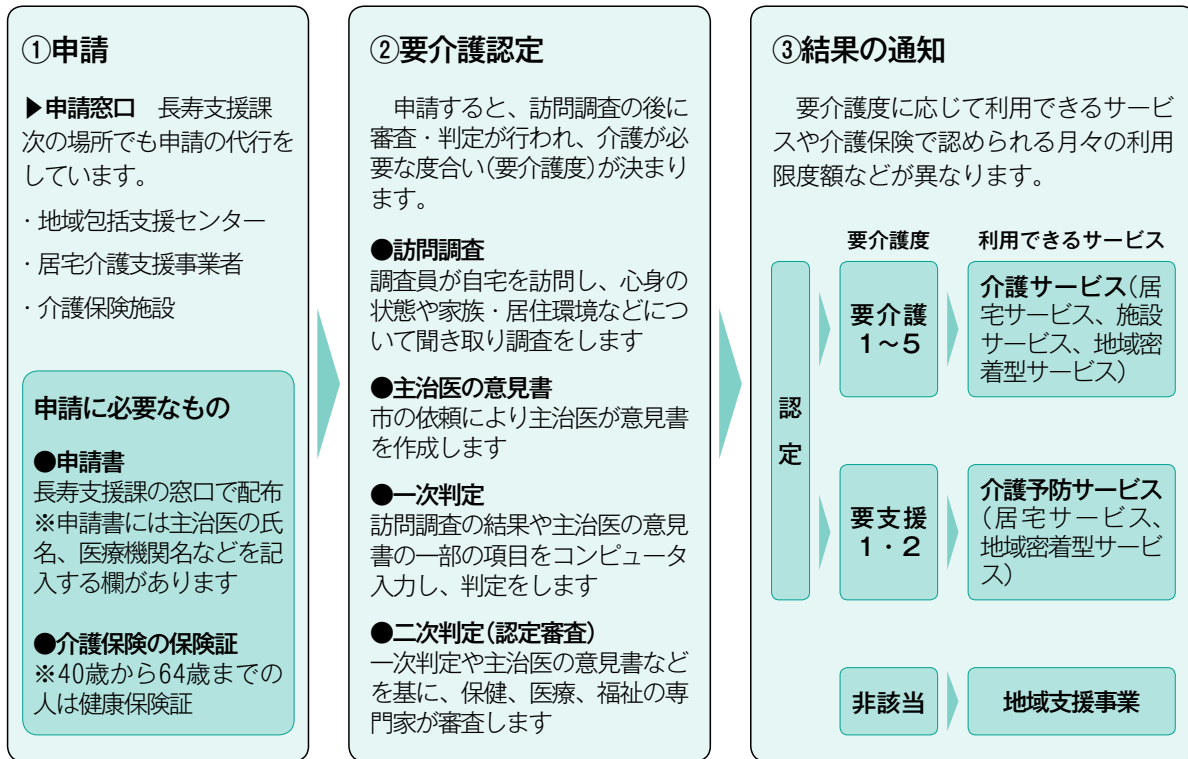 ①申請
▶申請窓口　長寿支援課
次の場所でも申請の代行を
しています。
・地域包括支援センター
・居宅介護支援事業者
・介護保険施設
申請に必要なもの
●申請書
長寿支援課の窓口で配布
※申請書には主治医の氏
名、医療機関名などを記
入する欄があります
●介護保険の保険証
※40歳から64歳までの
人は健康保険証
②要介護認定
　申請すると、訪問調査の後に
審査・判定が行われ、介護が必
要な度合い(要介護度)が決まり
ます。
●訪問調査
調査員が自宅を訪問し、心身の
状態や家族・居住環境などにつ
いて聞き取り調査をします
●主治医の意見書
市の依頼により主治医が意見書
を作成します
●一次判定
訪問調査の結果や主治医の意見
書の一部の項目をコンピュータ
入力し、判定をします
●二次判定(認定審査)
一次判定や主治医の意見書など
を基に、保健、医療、福祉の専
門家が審査します
③結果の通知
　要介護度に応じて利用できるサービ
スや介護保険で認められる月々の利用
限度額などが異なります。
要介護度　利用できるサービス
認定
要介護
1～5
介護サービス(居
宅サービス、施設
サービス、地域密
着型サービス)
要支援
1・2
介護予防サービス
(居宅サービス、
地域密着型サービ
ス)
非該当
地域支援事業